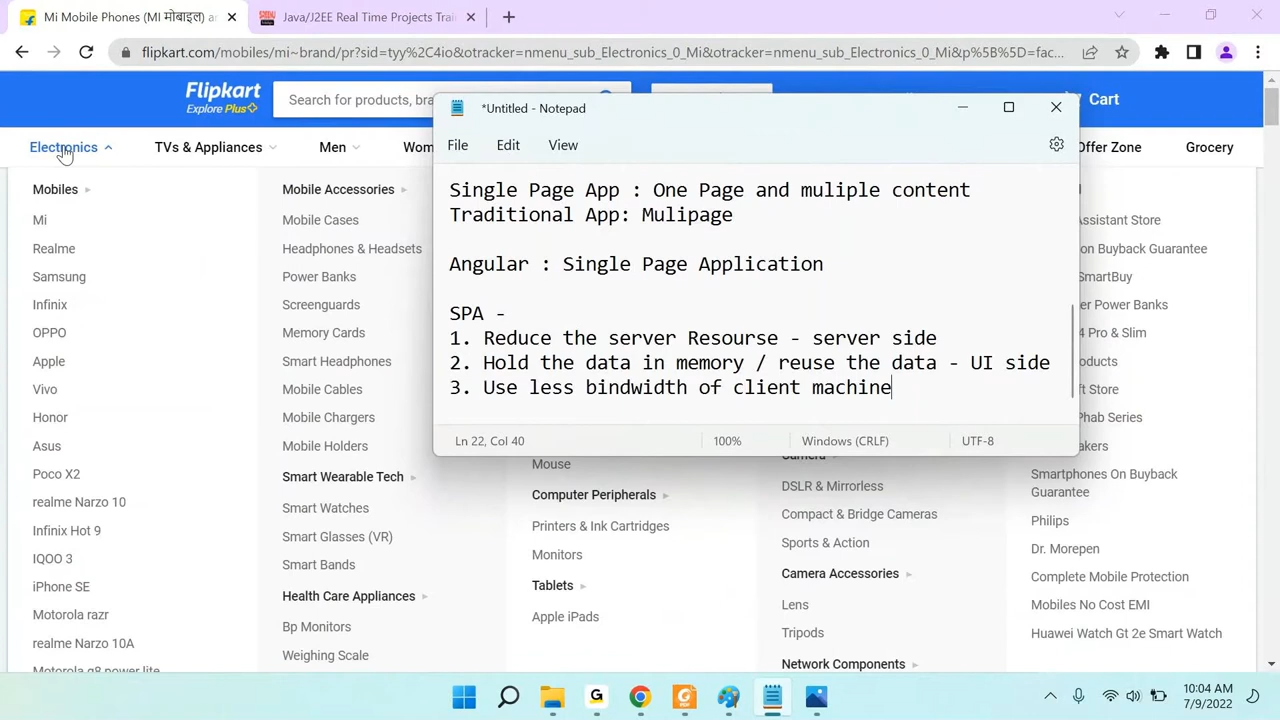 Mi Mobile Phones (MI मोबाइल) a
Java/J2EE Real Time Projects Trai
flipkart.com/mobiles/mi~brand/pr?sid=tyy%2C4io&otracker=nmenu_sub_Electronics_0_Mi&otracker=nmenu_sub_Electronics_0_Mi&p%5B%5D=fac...
Flipkart
Explore Plus
Search for products, bra
Cart
Electronics
TVs & Appliances
Men
Wom
Offer Zone
Grocery
*Untitled - Notepad
File
Edit
View
Single Page App : One Page and muliple content
Traditional App: Mulipage
Angular : Single Page Application
SPA -
1. Reduce the server Resourse - server side
2. Hold the data in memory / reuse the data - UI side
3. Use less bindwidth of client machine
Ln 22, Col 40
100%
Windows (CRLF)
UTF-8
Mobiles
Mi
Realme
Samsung
Infinix
OPPO
Apple
Vivo
Honor
Asus
Poco X2
realme Narzo 10
Infinix Hot 9
IQOO 3
iPhone SE
Motorola razr
realme Narzo 10A
Motorola g8 power lite
Mobile Accessories
Mobile Cases
Headphones & Headsets
Power Banks
Screenguards
Memory Cards
Smart Headphones
Mobile Cables
Mobile Chargers
Mobile Holders
Smart Wearable Tech
Smart Watches
Smart Glasses (VR)
Smart Bands
Health Care Appliances
Bp Monitors
Weighing Scale
Mouse
Computer Peripherals
Printers & Ink Cartridges
Monitors
Tablets
Apple iPads
Camera
DSLR & Mirrorless
Compact & Bridge Cameras
Sports & Action
Camera Accessories
Lens
Tripods
Network Components
Assistant Store
on Buyback Guarantee
SmartBuy
er Power Banks
4 Pro & Slim
oducts
ft Store
Phab Series
akers
Smartphones On Buyback
Guarantee
Philips
Dr. Morepen
Complete Mobile Protection
Mobiles No Cost EMI
Huawei Watch Gt 2e Smart Watch
10:04 AM
7/9/2022